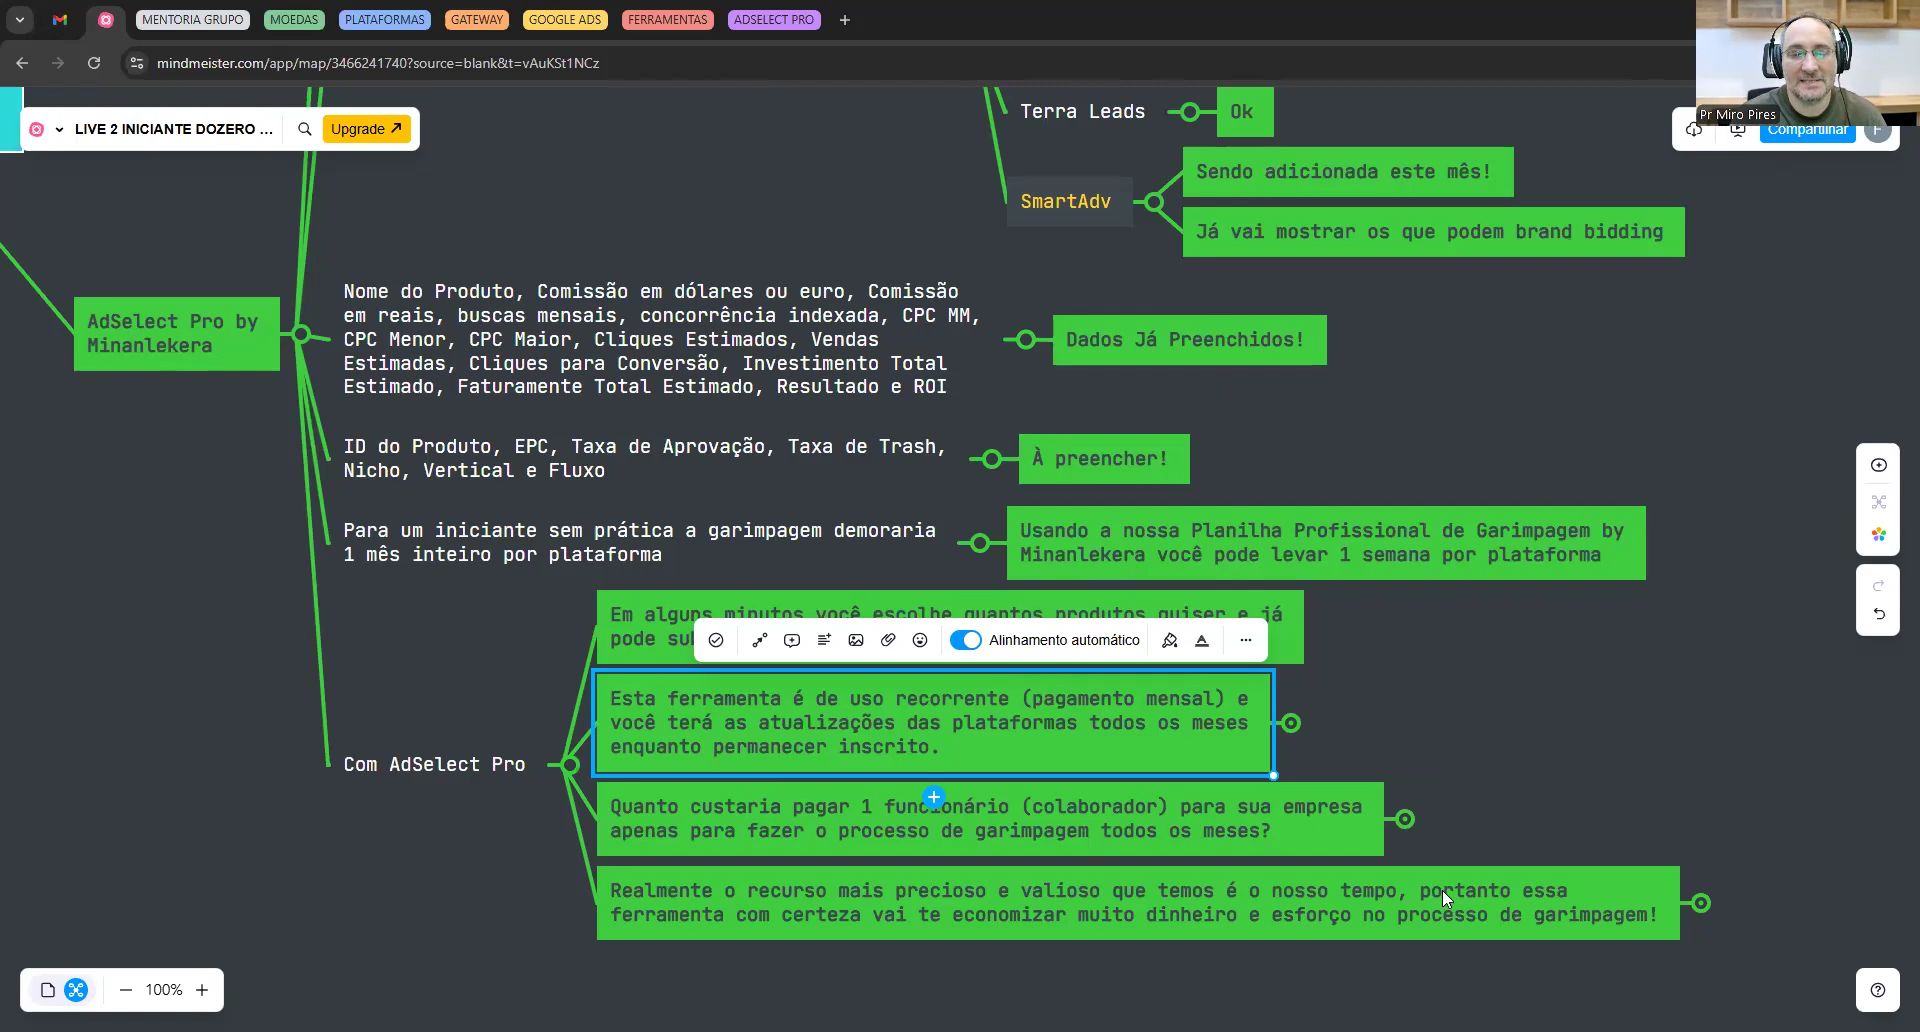 MENTORIA GRUPO
MOEDAS
PLATAFORMAS
GATEWAY
GOOGLE ADS
FERRAMENTAS
ADSELECT PRO
mindmeister.com/app/map/3466241740?source=blank&t=vAuKSt1NCz
Pr Miro Pires
LIVE 2 INICIANTE DOZERO ...
Upgrade
Compartilhar
Terra Leads
Ok
SmartAdv
Sendo adicionada este mês!
Já vai mostrar os que podem brand bidding
AdSelect Pro by
Minanlekera
Nome do Produto, Comissão em dólares ou euro, Comissão
em reais, buscas mensais, concorrência indexada, CPC MM,
CPC Menor, CPC Maior, Cliques Estimados, Vendas
Estimadas, Cliques para Conversão, Investimento Total
Estimado, Faturamente Total Estimado, Resultado e ROI
Dados Já Preenchidos!
ID do Produto, EPC, Taxa de Aprovação, Taxa de Trash,
Nicho, Vertical e Fluxo
À preencher!
Para um iniciante sem prática a garimpagem demoraria
1 mês inteiro por plataforma
Usando a nossa Planilha Profissional de Garimpagem by
Minanlekera você pode levar 1 semana por plataforma
Com AdSelect Pro
Em alguns minutos você escolhe quantos produtos quiser e já
pode
Alinhamento automático
Esta ferramenta é de uso recorrente (pagamento mensal) e
você terá as atualizações das plataformas todos os meses
enquanto permanecer inscrito.
Quanto custaria pagar 1 funcionário (colaborador) para sua empresa
apenas para fazer o processo de garimpagem todos os meses?
Realmente o recurso mais precioso e valioso que temos é o nosso tempo, portanto essa
ferramenta com certeza vai te economizar muito dinheiro e esforço no processo de garimpagem!
100%